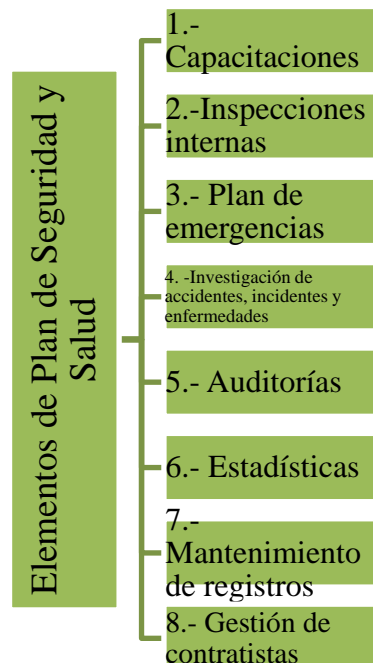 Elementos de Plan de Seguridad y
Salud
1.-
Capacitaciones
2.-Inspecciones
internas
3.- Plan de
emergencias
4. -Investigación de
accidentes, incidentes y
enfermedades
5.- Auditorías
6.- Estadísticas
7.-
Mantenimiento
de registros
8.- Gestión de
contratistas